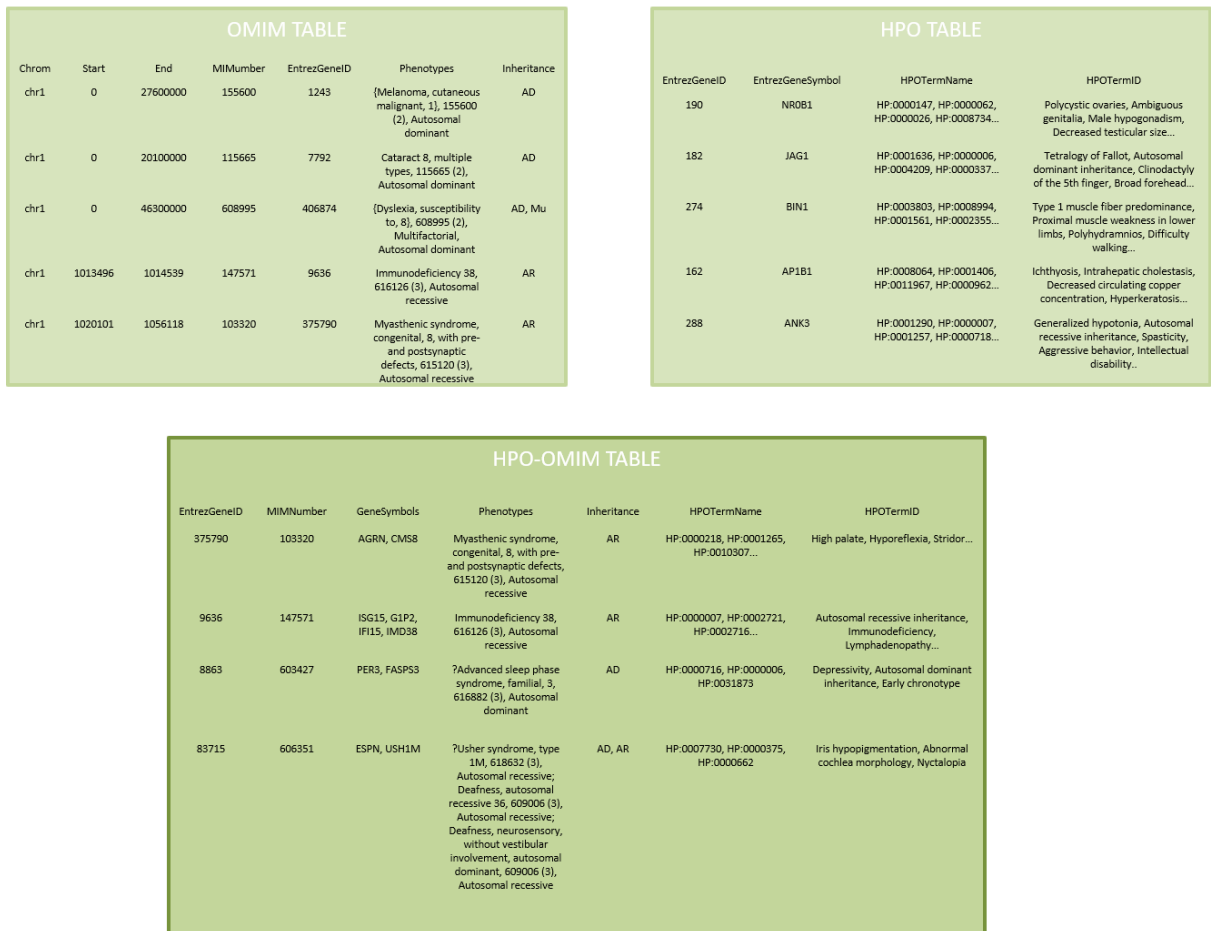 OMIM TABLE
Chrom Start End MIMumber EntrezGeneID Phenotypes Inheritance
chr1 0 27600000 155600 1243 {Melanoma, cutaneous AD
malignant, 1}, 155600
(2), Autosomal
dominant
chr1 0 20100000 115665 7792 Cataract 8, multiple AD
types, 115665 (2),
Autosomal dominant
chr1 0 46300000 608995 406874 {Dyslexia, susceptibility AD, Mu
to, 8}, 608995 (2),
Multifactorial,
Autosomal dominant
chr1 1013496 1014539 147571 9636 Immunodeficiency 38, AR
616126 (3), Autosomal
recessive
chr1 1020101 1056118 103320 375790 Myasthenic syndrome, AR
congenital, 8, with pre-
and postsynaptic
defects, 615120 (3),
Autosomal recessive
HPO TABLE
EntrezGeneID EntrezGeneSymbol HPOTermName HPOTermID
190 NR0B1 HP:0000147, HP:0000062, Polycystic ovaries, Ambiguous
HP:0000026, HP:0008734... genitalia, Male hypogonadism,
Decreased testicular size...
182 JAG1 HP:0001636, HP:0000006, Tetralogy of Fallot, Autosomal
HP:0004209, HP:0000337... dominant inheritance, Clinodactyly
of the 5th finger, Broad forehead...
274 BIN1 HP:0003803, HP:0008994, Type 1 muscle fiber predominance,
HP:0001561, HP:0002355... Proximal muscle weakness in lower
limbs, Polyhydramnios, Difficulty
walking...
162 AP1B1 HP:0008064, HP:0001406, Ichthyosis, Intrahepatic cholestasis,
HP:0011967, HP:0000962... Decreased circulating copper
concentration, Hyperkeratosis...
288 ANK3 HP:0001290, HP:0000007, Generalized hypotonia, Autosomal
HP:0001257, HP:0000718... recessive inheritance, Spasticity,
Aggressive behavior, Intellectual
disability..
HPO-OMIM TABLE
EntrezGeneID MIMNumber GeneSymbols Phenotypes Inheritance HPOTermName HPOTermID
375790 103320 AGRN, CMS8 Myasthenic syndrome, AR HP:0000218, HP:0001265, High palate, Hyporeflexia, Stridor...
congenital, 8, with pre- HP:0010307...
and postsynaptic defects,
615120 (3), Autosomal
recessive
9636 147571 ISG15, G1P2, Immunodeficiency 38, AR HP:0000007, HP:0002721, Autosomal recessive inheritance,
IFI15, IMD38 616126 (3), Autosomal HP:0002716... Immunodeficiency,
recessive Lymphadenopathy...
8863 603427 PER3, FASPS3 ?Advanced sleep phase AD HP:0000716, HP:0000006, Depressivity, Autosomal dominant
syndrome, familial, 3, HP:0031873 inheritance, Early chronotype
616882 (3), Autosomal
dominant
83715 606351 ESPN, USH1M ?Usher syndrome, type AD, AR HP:0007730, HP:0000375, Iris hypopigmentation, Abnormal
1M, 618632 (3), HP:0000662 cochlea morphology, Nyctalopia
Autosomal recessive;
Deafness, autosomal
recessive 36, 609006 (3),
Autosomal recessive;
Deafness, neurosensory,
without vestibular
involvement, autosomal
dominant, 609006 (3),
Autosomal recessive